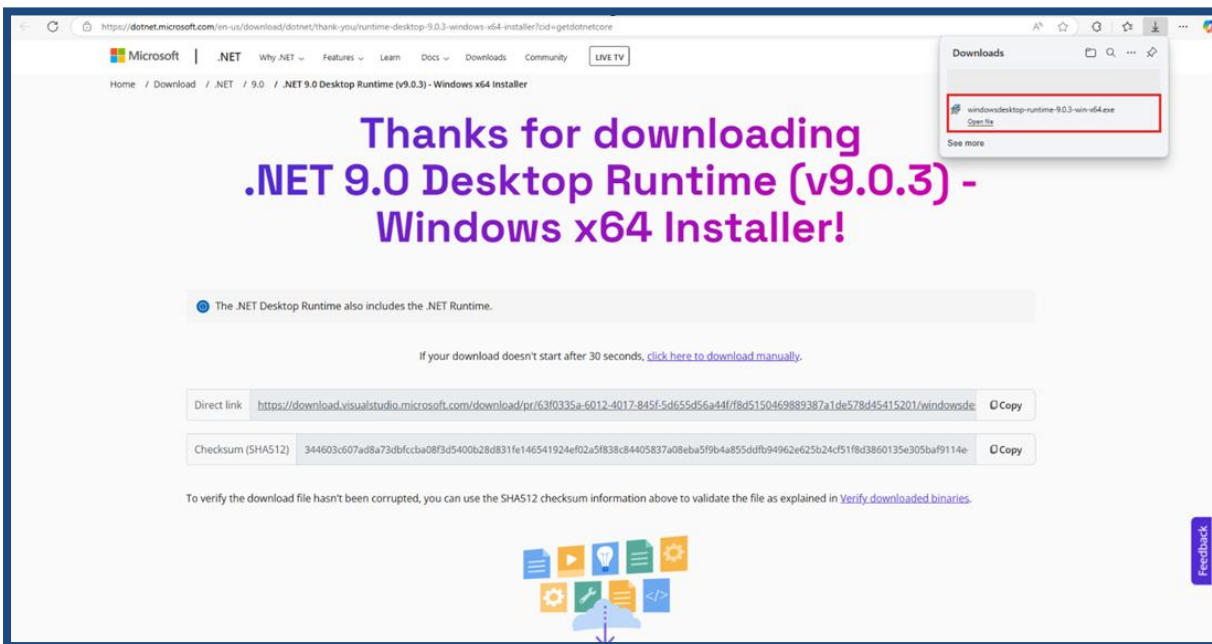 https://dotnet.microsoft.com/en-us/download/dotnet/thank-you/runtime-desktop-9.0.3-windows-x64-installer?cid=getdotnetcore
Microsoft | .NET Why .NET Features Learn Docs Downloads Community LIVE TV
Downloads
Home / Download / .NET / 9.0 / .NET 9.0 Desktop Runtime (v9.0.3) - Windows x64 Installer
windowsdesktop-runtime-9.0.3-win-x64.exe
Open file
See more
Thanks for downloading
.NET 9.0 Desktop Runtime (v9.0.3) -
Windows x64 Installer!
The .NET Desktop Runtime also includes the .NET Runtime.
If your download doesn't start after 30 seconds, click here to download manually.
Direct link https://download.visualstudio.microsoft.com/download/pr/63f0335a-6012-4017-845f-5d655d56a44f/f8d5150469889387a1de578d45415201/windowsde Copy
Checksum (SHA512) Copy
To verify the download file hasn't been corrupted, you can use the SHA512 checksum information above to validate the file as explained in Verify downloaded binaries.
Feedback